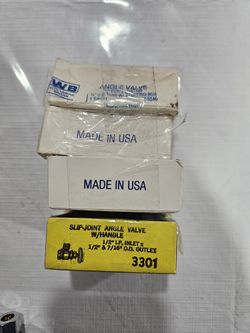 WB
ANGLE VALVE
MADE IN USA
MADE IN USA
SLIP-JOINT ANGLE VALVE
W/HANDLE
1/2" I.P. INLET x
1/2" & 7/16" O.D. OUTLET
3301